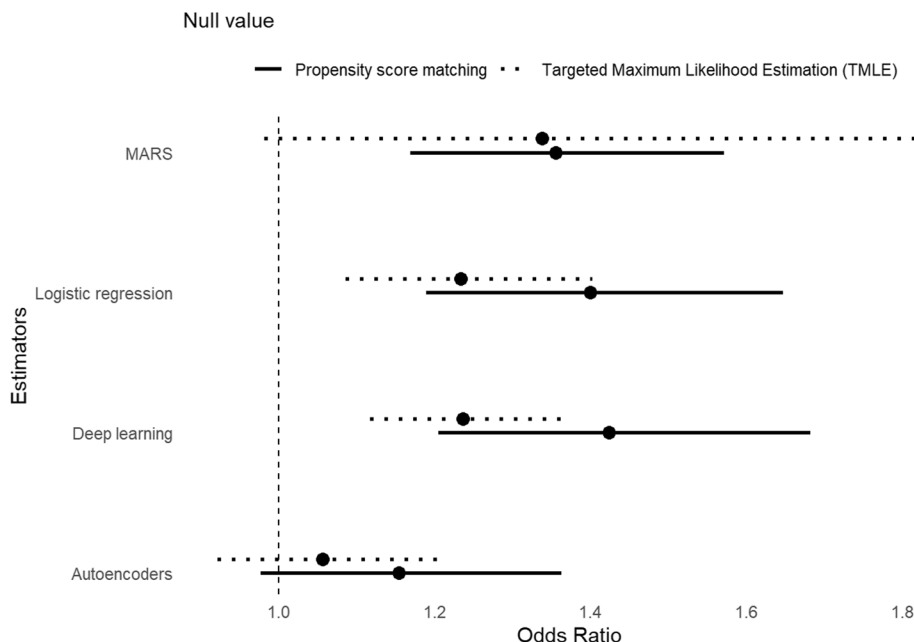 Null value
Propensity score matching
Targeted Maximum Likelihood Estimation (TMLE)
Estimators
MARS
Logistic regression
Deep learning
Autoencoders
1.0 1.2 1.4 1.6 1.8
Odds Ratio